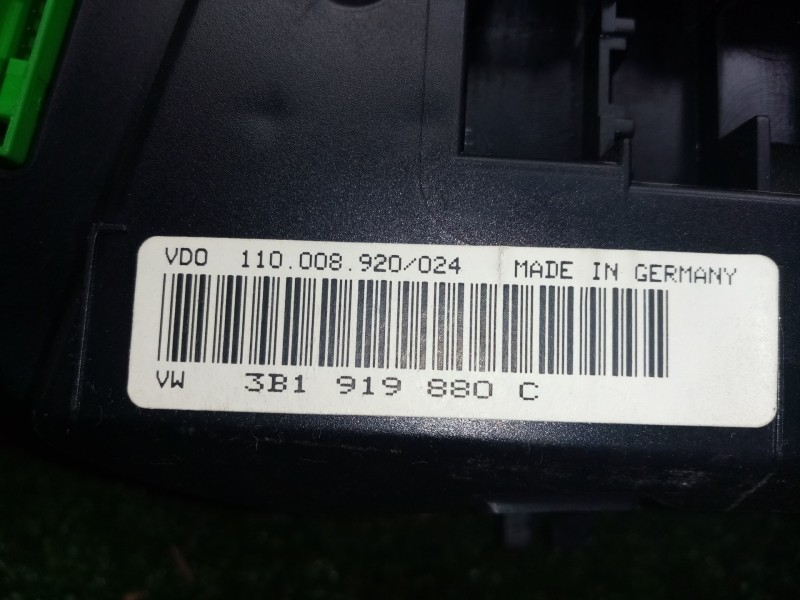 VDO 110.008.920/024 MADE IN GERMANY
VW 3B1 919 880 C